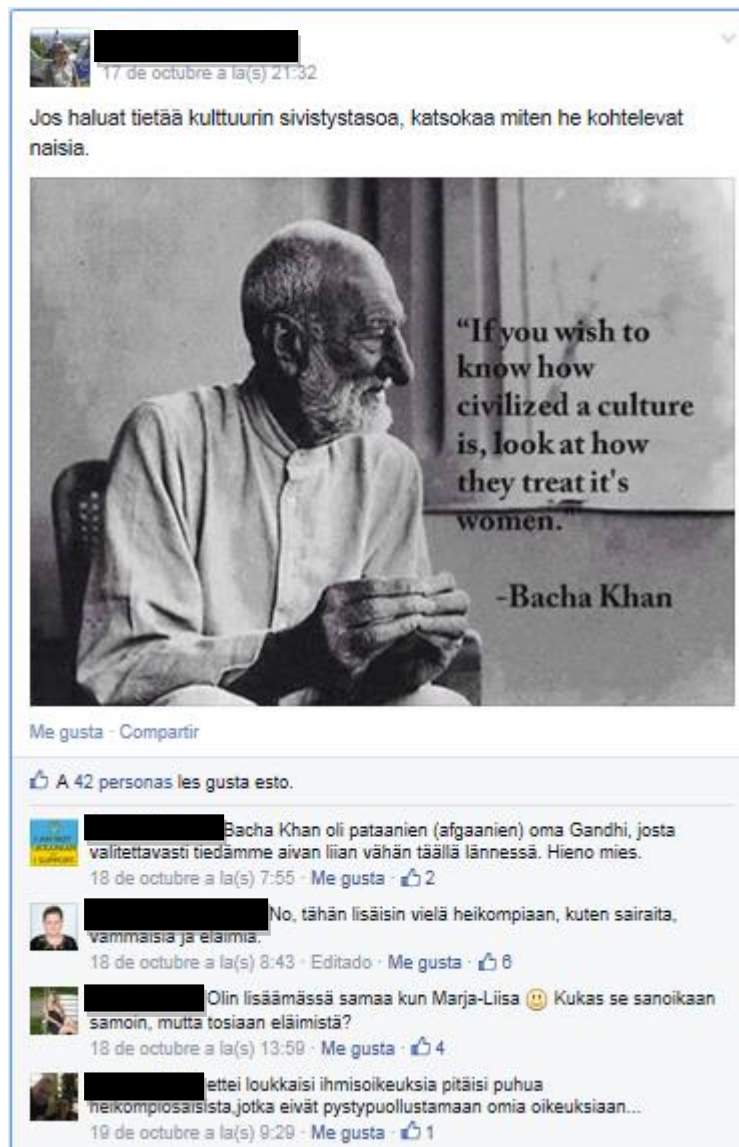 17 de octubre a la(s) 21:32
Jos haluat tietää kulttuurin sivistystasoa, katsokaa miten he kohtelevat
naisia.
“If you wish to
know how
civilized a culture
is, look at how
they treat it's
women.”
-Bacha Khan
Me gusta · Compartir
A 42 personas les gusta esto.
Bacha Khan oli pataanien (afgaanien) oma Gandhi, josta
valitettavasti tiedämme aivan liian vähän täällä lännessä. Hieno mies.
18 de octubre a la(s) 7:55 · Me gusta · 2
No, tähän lisäisin vielä heikompiaan, kuten sairaita,
vammaisia ja eläimiä.
18 de octubre a la(s) 8:43 · Editado · Me gusta · 6
Olin lisäämässä samaa kun Marja-Liisa Kukas se sanoikaan
samoin, mutta tosiaan eläimistä?
18 de octubre a la(s) 13:59 · Me gusta · 4
ettei loukkaisi ihmisoikeuksia pitäisi puhua
heikompiosaisista,jotka eivät pystypuollustamaan omia oikeuksiaan...
19 de octubre a la(s) 9:29 · Me gusta · 1